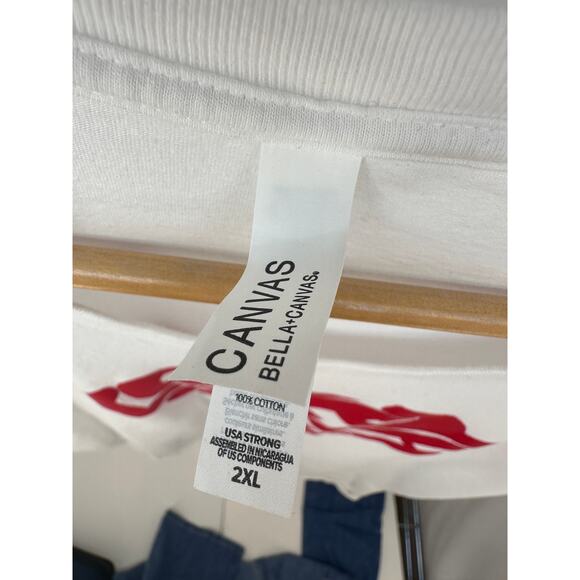 CANVAS
BELLA+CANVAS®
100% COTTON
USA STRONG
ASSEMBLED IN NICARAGUA
OF US COMPONENTS
2XL